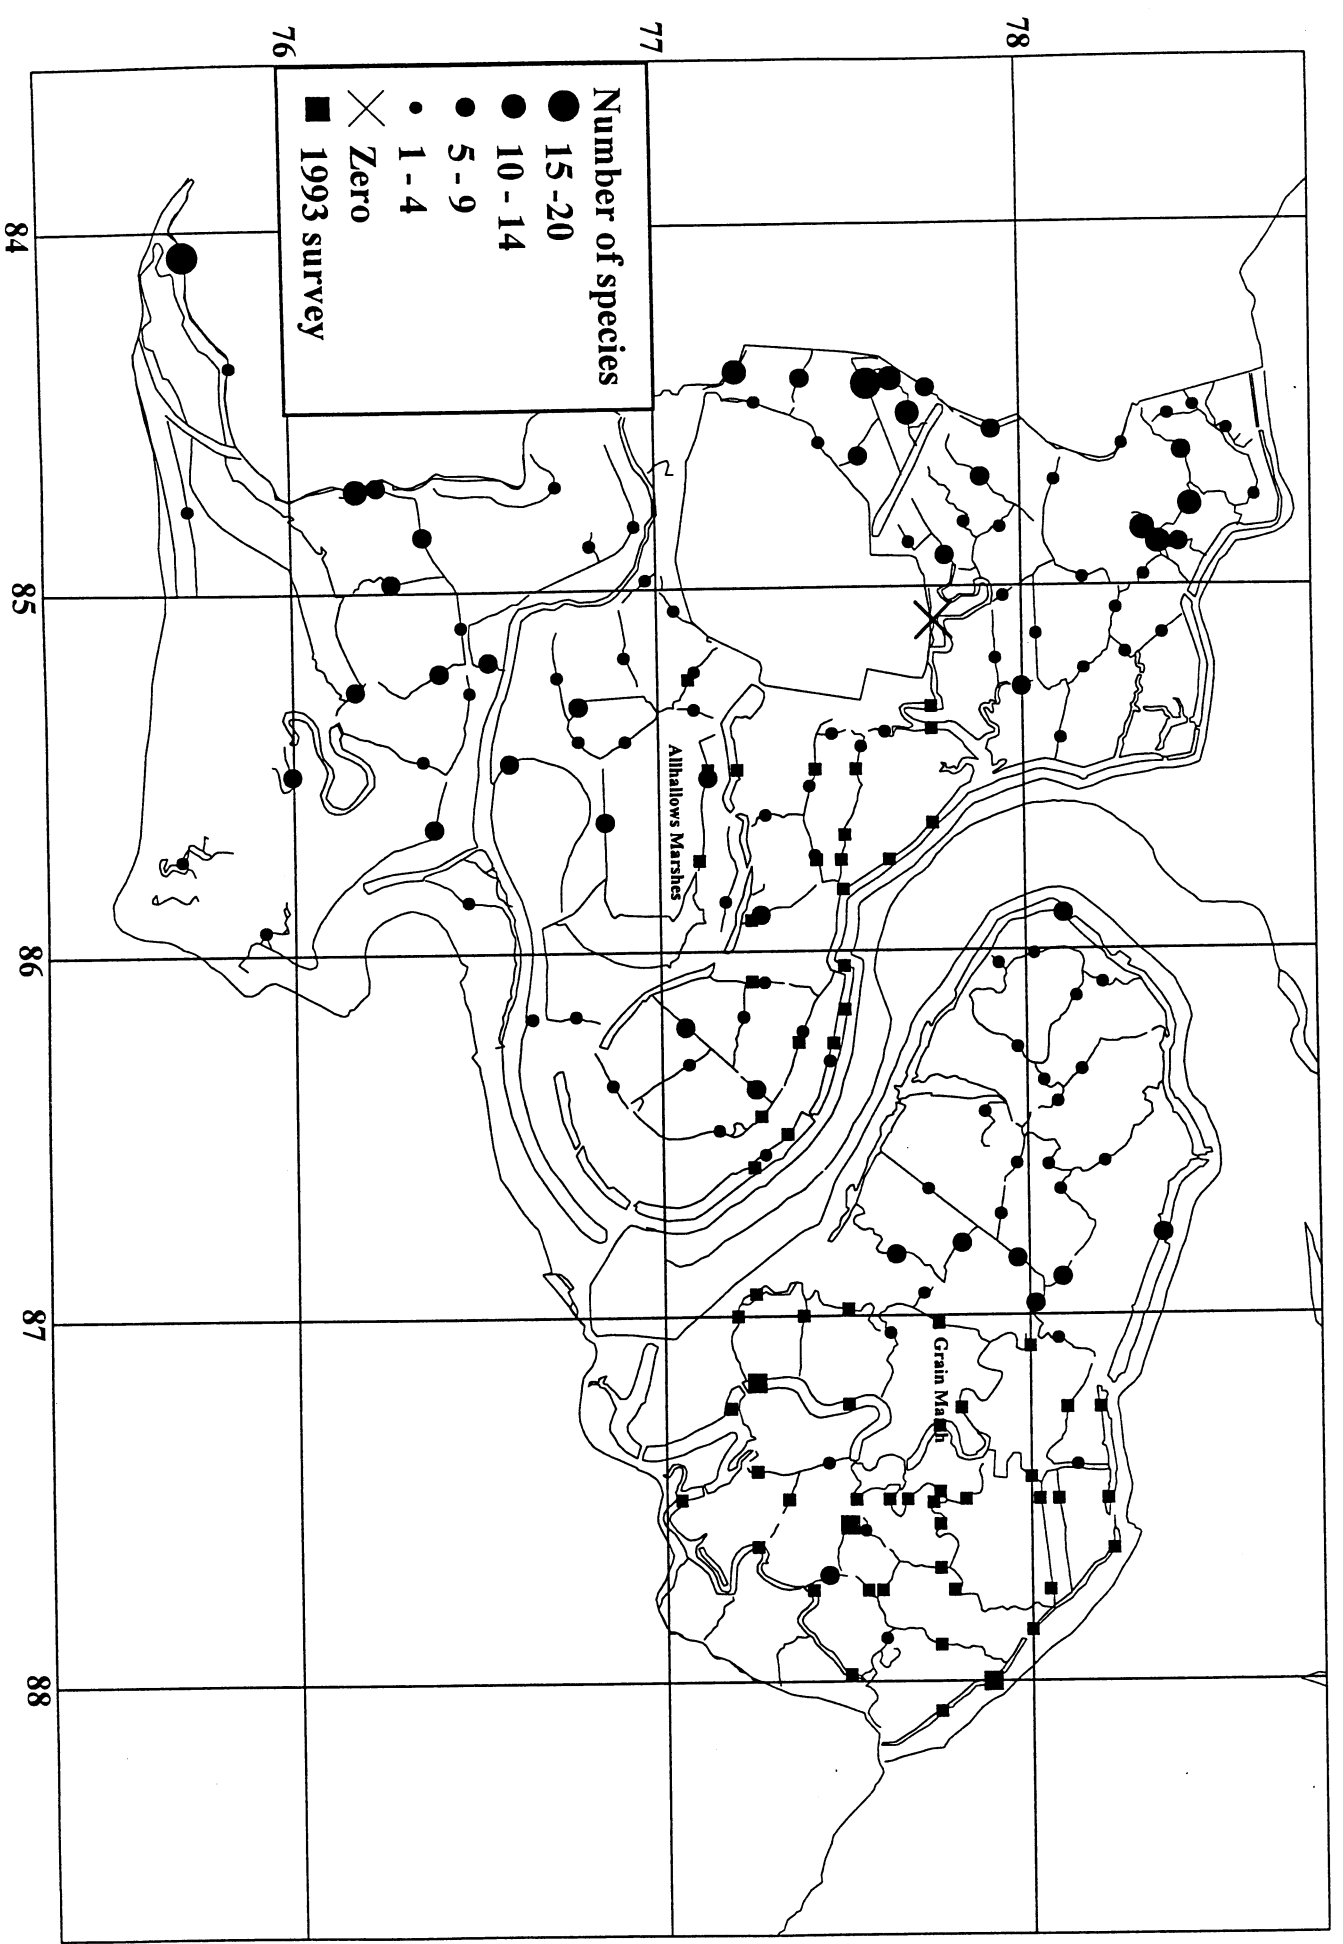 78
77
76
Number of species
15-20
10-14
5-9
1-4
Zero
1993 survey
84
85
86
87
88
Allhallows Marshes
Grain Marsh